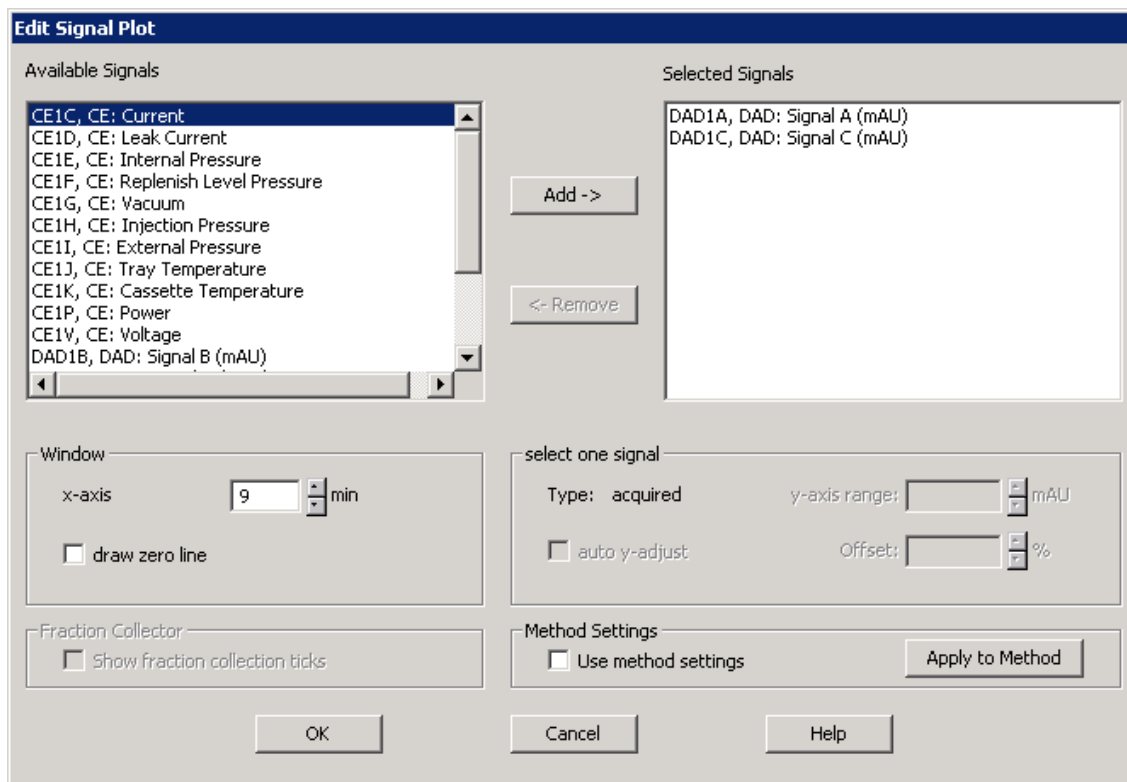 Edit Signal Plot
Available Signals
Selected Signals
CE1C, CE: Current
CE1D, CE: Leak Current
CE1E, CE: Internal Pressure
CE1F, CE: Replenish Level Pressure
CE1G, CE: Vacuum
CE1H, CE: Injection Pressure
CE1I, CE: External Pressure
CE1J, CE: Tray Temperature
CE1K, CE: Cassette Temperature
CE1P, CE: Power
CE1V, CE: Voltage
DAD1B, DAD: Signal B (mAU)
Add ->
<- Remove
DAD1A, DAD: Signal A (mAU)
DAD1C, DAD: Signal C (mAU)
Window
x-axis 9 min
draw zero line
select one signal
Type: acquired y-axis range: mAU
auto y-adjust Offset: %
Fraction Collector
Show fraction collection ticks
Method Settings
Use method settings Apply to Method
OK Cancel Help